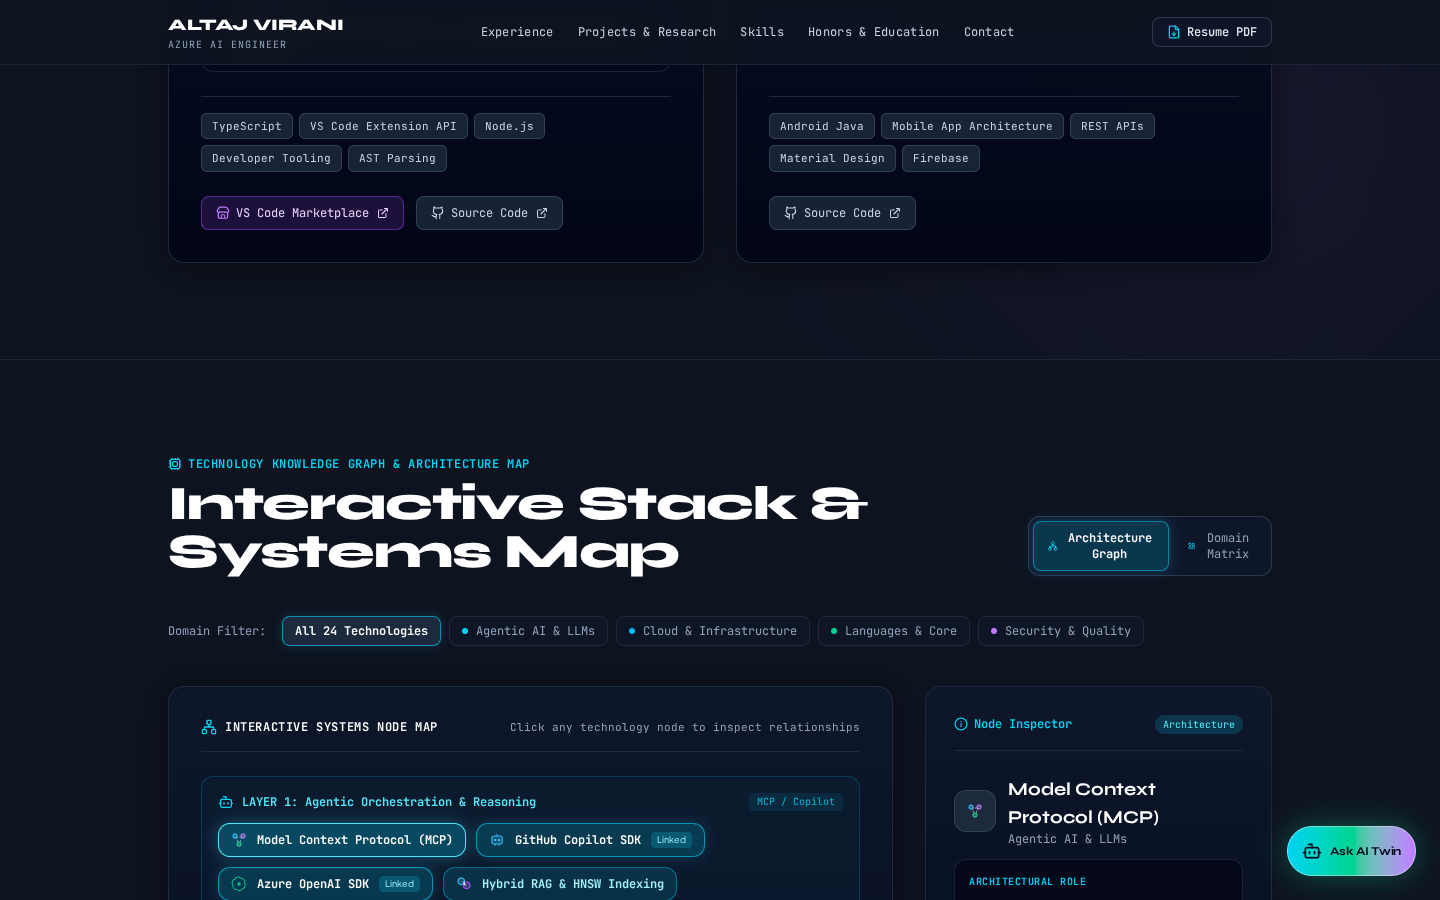 ALTAJ VIRANI
AZURE AI ENGINEER
Experience
Projects & Research
Skills
Honors & Education
Contact
Resume PDF
TypeScript
VS Code Extension API
Node.js
Developer Tooling
AST Parsing
VS Code Marketplace
Source Code
Android Java
Mobile App Architecture
REST APIs
Material Design
Firebase
Source Code
TECHNOLOGY KNOWLEDGE GRAPH & ARCHITECTURE MAP
Interactive Stack &
Systems Map
Architecture
Graph
Domain
Matrix
Domain Filter:
All 24 Technologies
Agentic AI & LLMs
Cloud & Infrastructure
Languages & Core
Security & Quality
INTERACTIVE SYSTEMS NODE MAP
Click any technology node to inspect relationships
LAYER 1: Agentic Orchestration & Reasoning
MCP / Copilot
Model Context Protocol (MCP)
GitHub Copilot SDK
Linked
Azure OpenAI SDK
Linked
Hybrid RAG & HNSW Indexing
Node Inspector
Architecture
Model Context
Protocol (MCP)
Agentic AI & LLMs
ARCHITECTURAL ROLE
Ask AI Twin